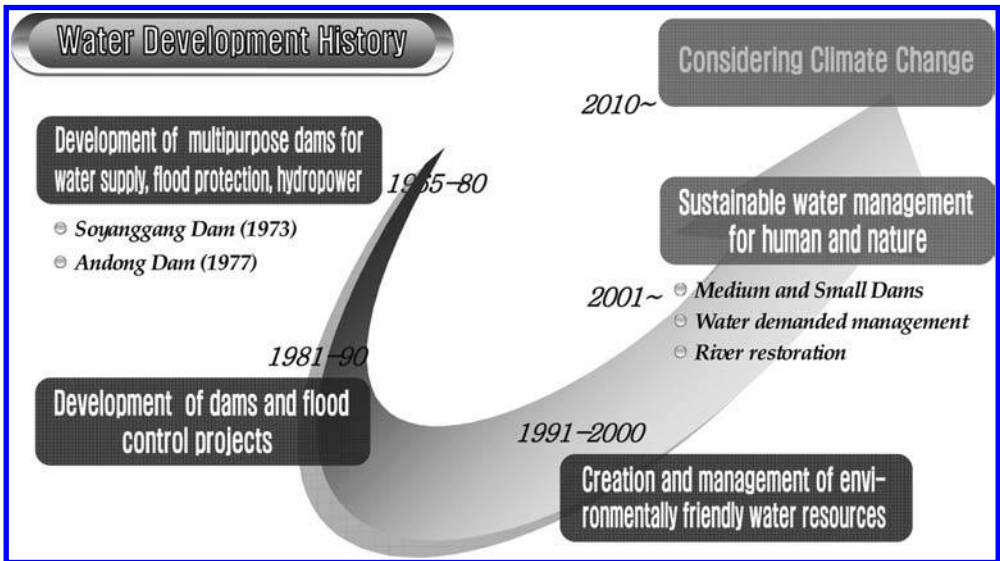 Water Development History
Considering Climate Change
2010~
Development of multipurpose dams for
water supply, flood protection, hydropower
1965-80
Soyanggang Dam (1973)
Andong Dam (1977)
Sustainable water management
for human and nature
2001~
Medium and Small Dams
Water demanded management
River restoration
1981-90
Development of dams and flood
control projects
1991-2000
Creation and management of envi-
ronmentally friendly water resources